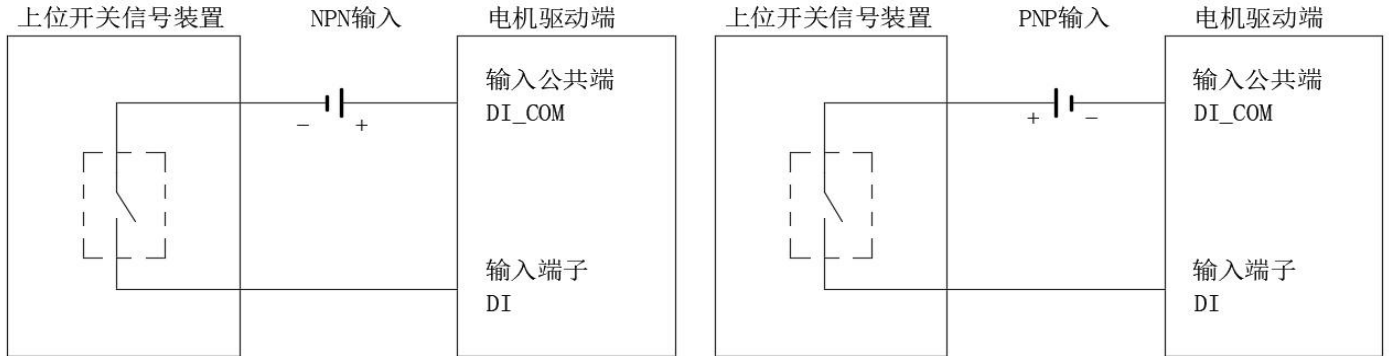 上位开关信号装置 NPN输入 电机驱动端
输入公共端
DI_COM
- +
输入端子
DI
上位开关信号装置 PNP输入 电机驱动端
输入公共端
DI_COM
+ -
输入端子
DI